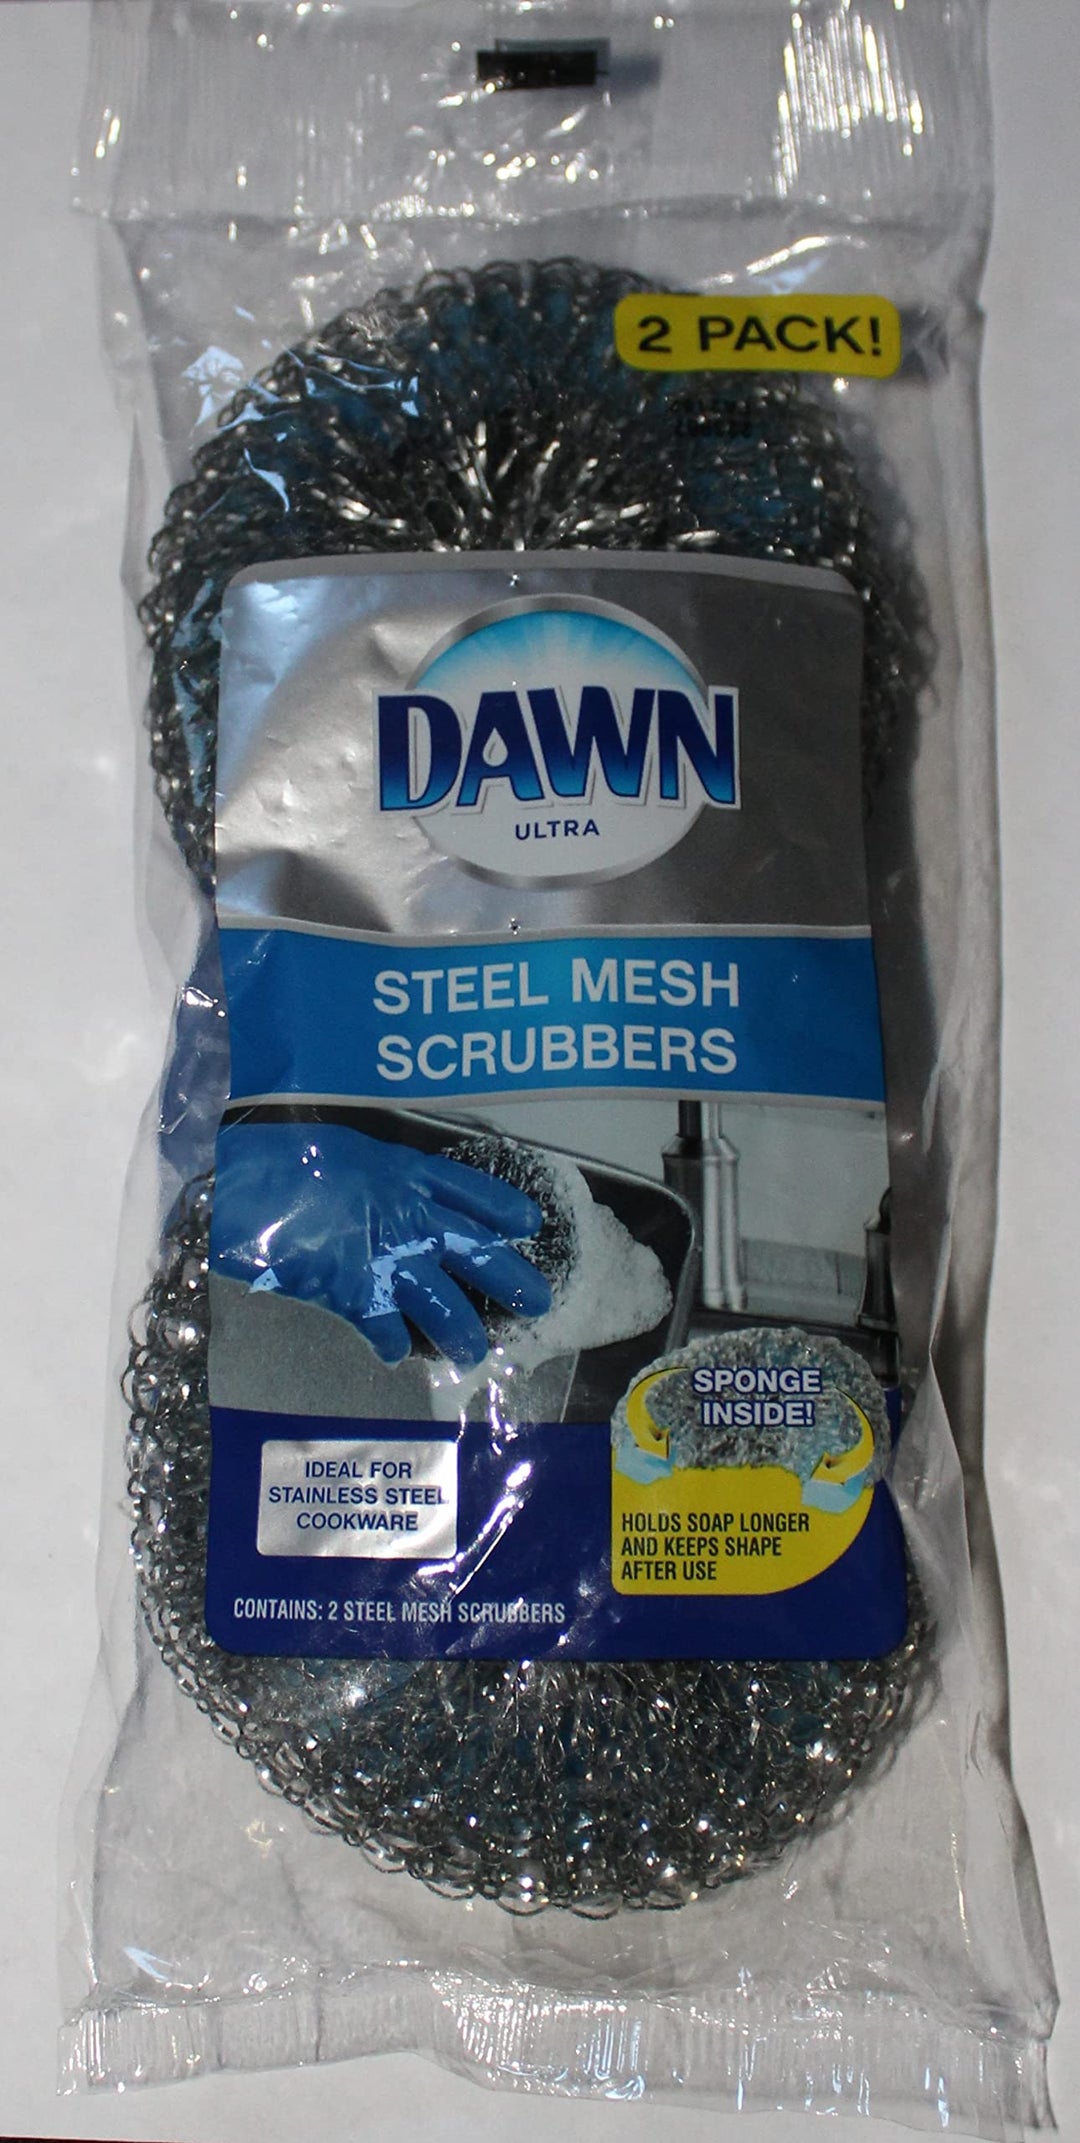 2 PACK!
DAWN
ULTRA
STEEL MESH
SCRUBBERS
SPONGE
INSIDE!
IDEAL FOR
STAINLESS STEEL
COOKWARE
HOLDS SOAP LONGER
AND KEEPS SHAPE
AFTER USE
CONTAINS: 2 STEEL MESH SCRUBBERS